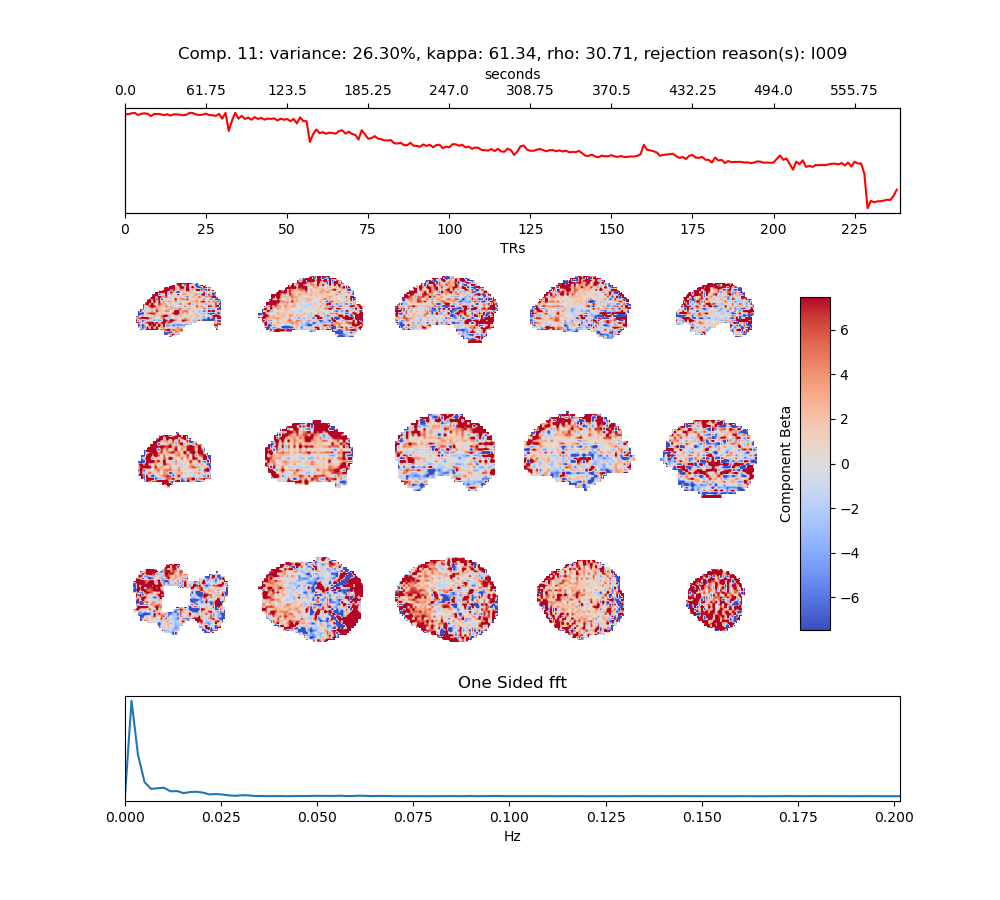 Comp. 11: variance: 26.30%, kappa: 61.34, rho: 30.71, rejection reason(s): I009
seconds
0.0 61.75 123.5 185.25 247.0 308.75 370.5 432.25 494.0 555.75
0 25 50 75 100 125 150 175 200 225
TRs
6
4
2
0
−2
−4
−6
Component Beta
One Sided fft
0.000 0.025 0.050 0.075 0.100 0.125 0.150 0.175 0.200
Hz